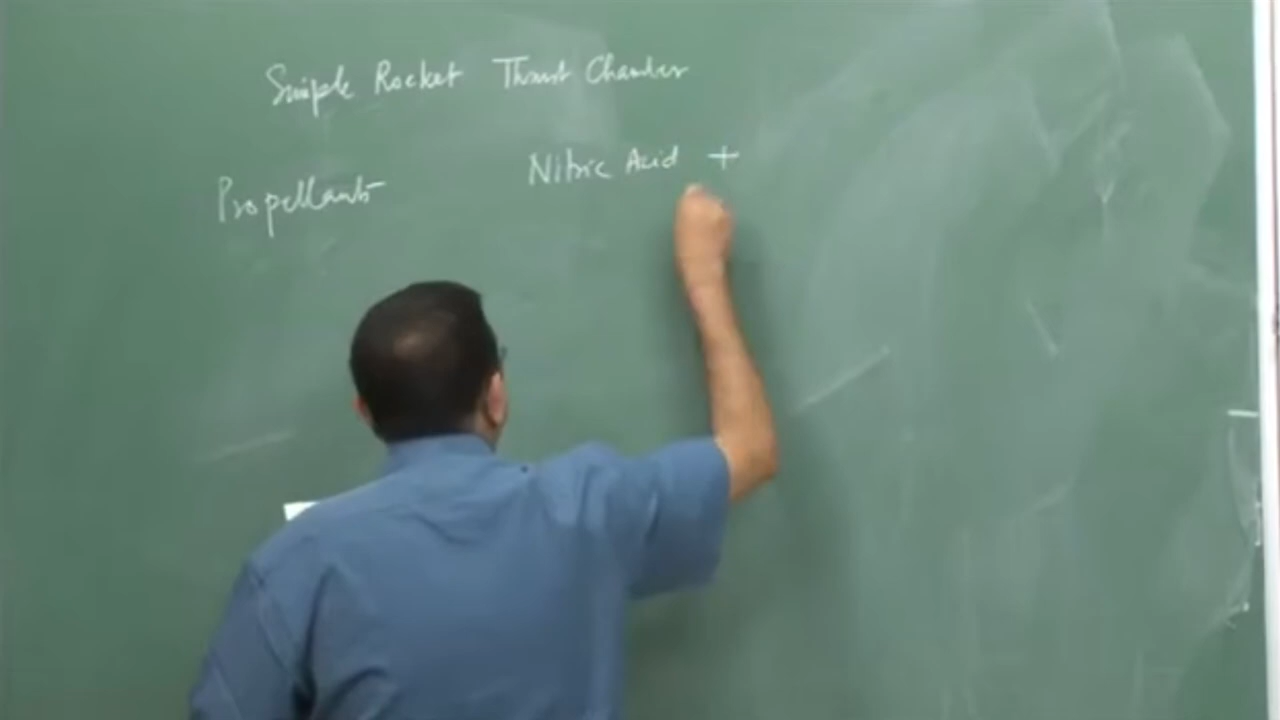 Simple Rocket Thrust Chamber
Nitric Acid +
Propellants